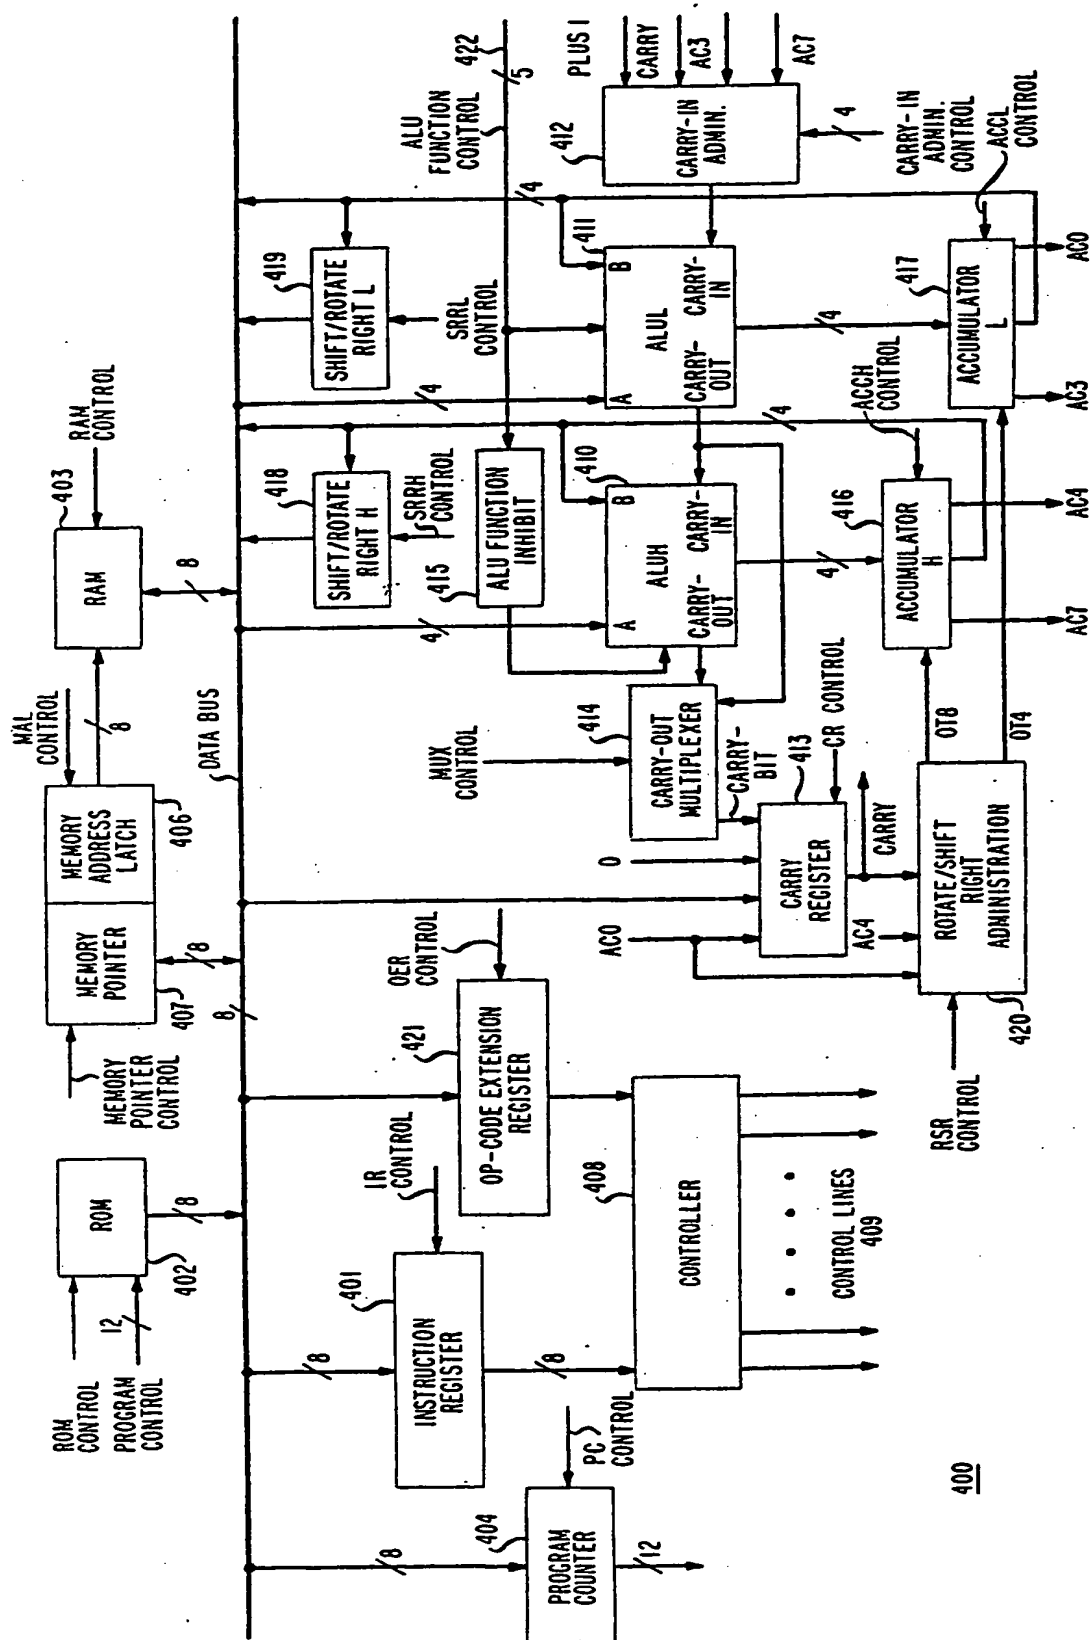 ROM
CONTROL
PROGRAM
CONTROL
12
ROM
402
8
MEMORY
POINTER
CONTROL
MEMORY
POINTER
407
MEMORY
ADDRESS
LATCH
406
8
MAL
CONTROL
8
403
RAM
RAM
CONTROL
8
8
DATA BUS
8
404
PROGRAM
COUNTER
12
PC
CONTROL
8
401
INSTRUCTION
REGISTER
IR
CONTROL
8
421
OP-CODE EXTENSION
REGISTER
OER
CONTROL
408
CONTROLLER
CONTROL LINES
409
418
SHIFT/ROTATE
RIGHT H
SRRH
CONTROL
419
SHIFT/ROTATE
RIGHT L
SRRL
CONTROL
4
4
4
4
415
ALU FUNCTION
INHIBIT
ALU
FUNCTION
CONTROL
422
5
410
A
B
ALUH
CARRY-
OUT
CARRY-
IN
411
A
B
ALUL
CARRY-
OUT
CARRY-
IN
412
CARRY-IN
ADMIN.
PLUS 1
CARRY
AC3
AC7
4
CARRY-IN
ADMIN.
CONTROL
MUX
CONTROL
414
CARRY-OUT
MULTIPLEXER
CARRY-
BIT
0
AC0
413
CARRY
REGISTER
CR CONTROL
CARRY
AC4
ROTATE/SHIFT
RIGHT
ADMINISTRATION
420
RSR
CONTROL
OT8
OT4
4
416
ACCUMULATOR
H
ACCH
CONTROL
AC7
AC4
4
417
ACCUMULATOR
L
ACCL
CONTROL
AC3
AC0
400